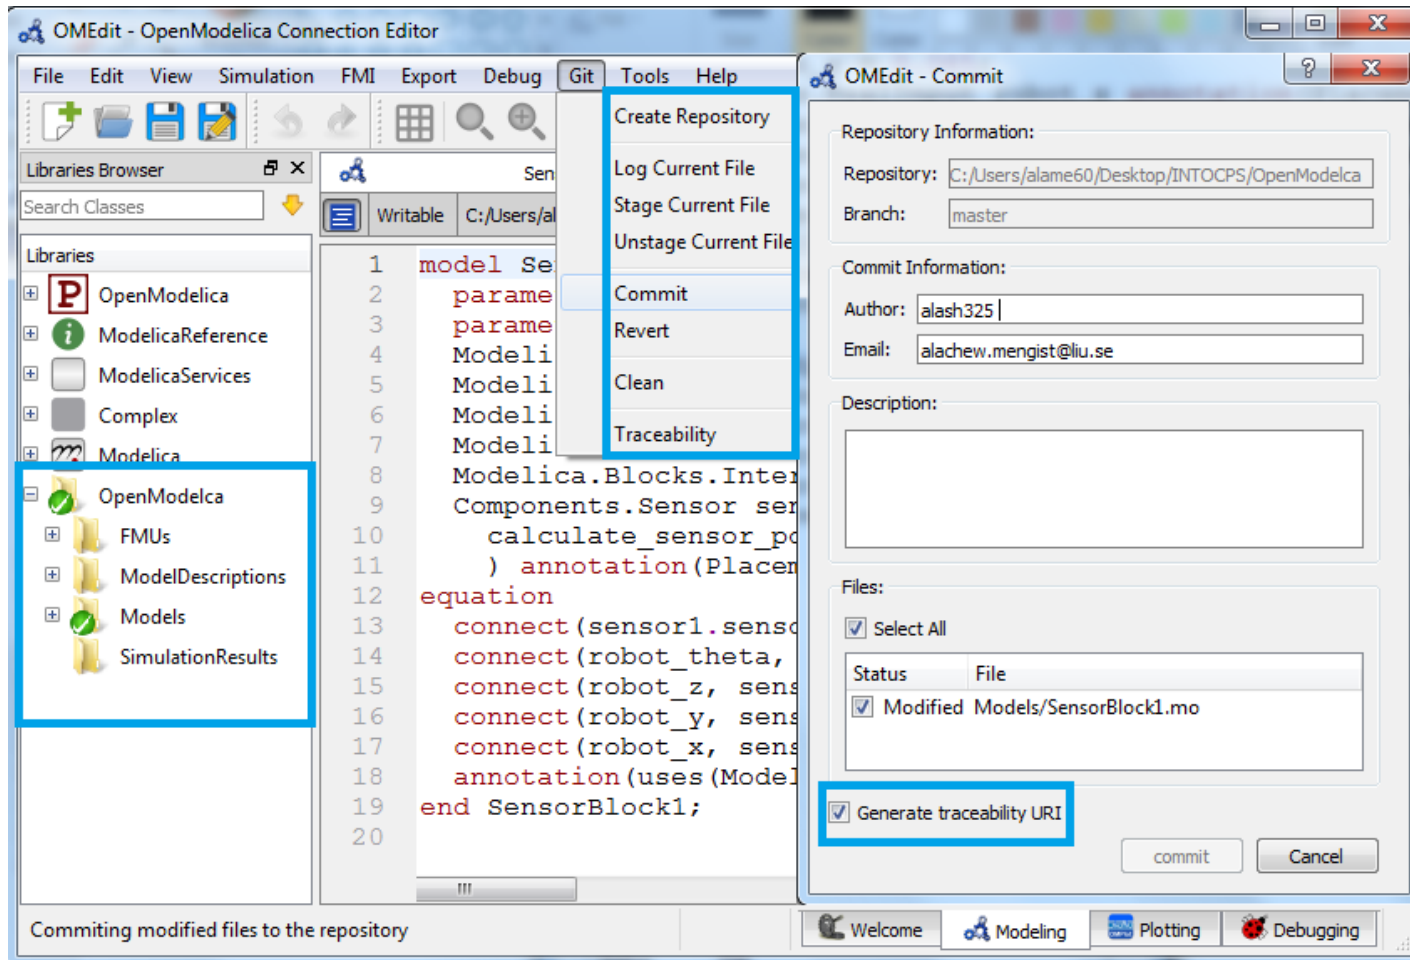 OMEdit - OpenModelica Connection Editor
File Edit View Simulation FMI Export Debug Git Tools Help
Libraries Browser
Search Classes
Libraries
P OpenModelica
i ModelicaReference
ModelicaServices
Complex
m Modelica
OpenModelca
FMUs
ModelDescriptions
Models
SimulationResults
Sen
Writable C:/Users/al
1 model Se
2 parame
3 parame
4 Modeli
5 Modeli
6 Modeli
7 Modeli
8 Modelica.Blocks.Inter
9 Components.Sensor ser
10 calculate_sensor_po
11 ) annotation(Placem
12 equation
13 connect(sensor1.senso
14 connect(robot_theta,
15 connect(robot_z, sens
16 connect(robot_y, sens
17 connect(robot_x, sens
18 annotation(uses(Model
19 end SensorBlock1;
20
Create Repository
Log Current File
Stage Current File
Unstage Current File
Commit
Revert
Clean
Traceability
OMEdit - Commit
Repository Information:
Repository: C:/Users/alame60/Desktop/INTOCPS/OpenModelca
Branch: master
Commit Information:
Author: alash325
Email: alachew.mengist@liu.se
Description:
Files:
Select All
Status File
Modified Models/SensorBlock1.mo
Generate traceability URI
commit Cancel
Commiting modified files to the repository
Welcome Modeling Plotting Debugging